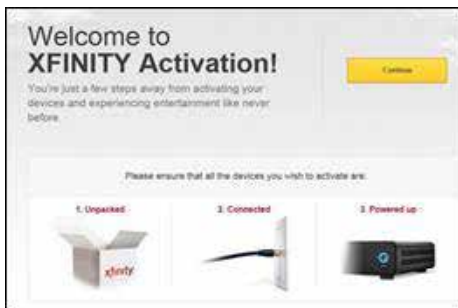 Welcome to
XFINITY Activation!
Continue
You're just a few steps away from activating your
devices and experiencing entertainment like never
before.
Please ensure that all the devices you wish to activate are:
1. Unpacked
2. Connected
3. Powered up
xfinity